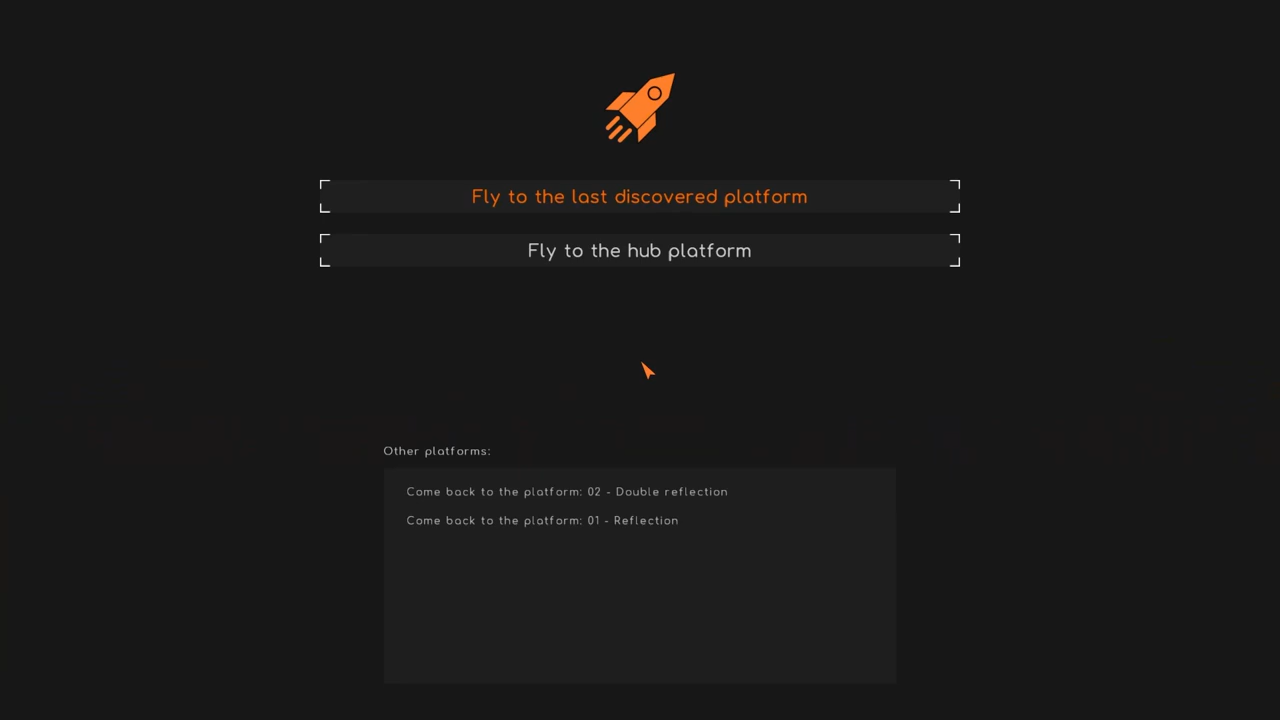 Fly to the last discovered platform
Fly to the hub platform
Other platforms:
Come back to the platform: 02 - Double reflection
Come back to the platform: 01 - Reflection